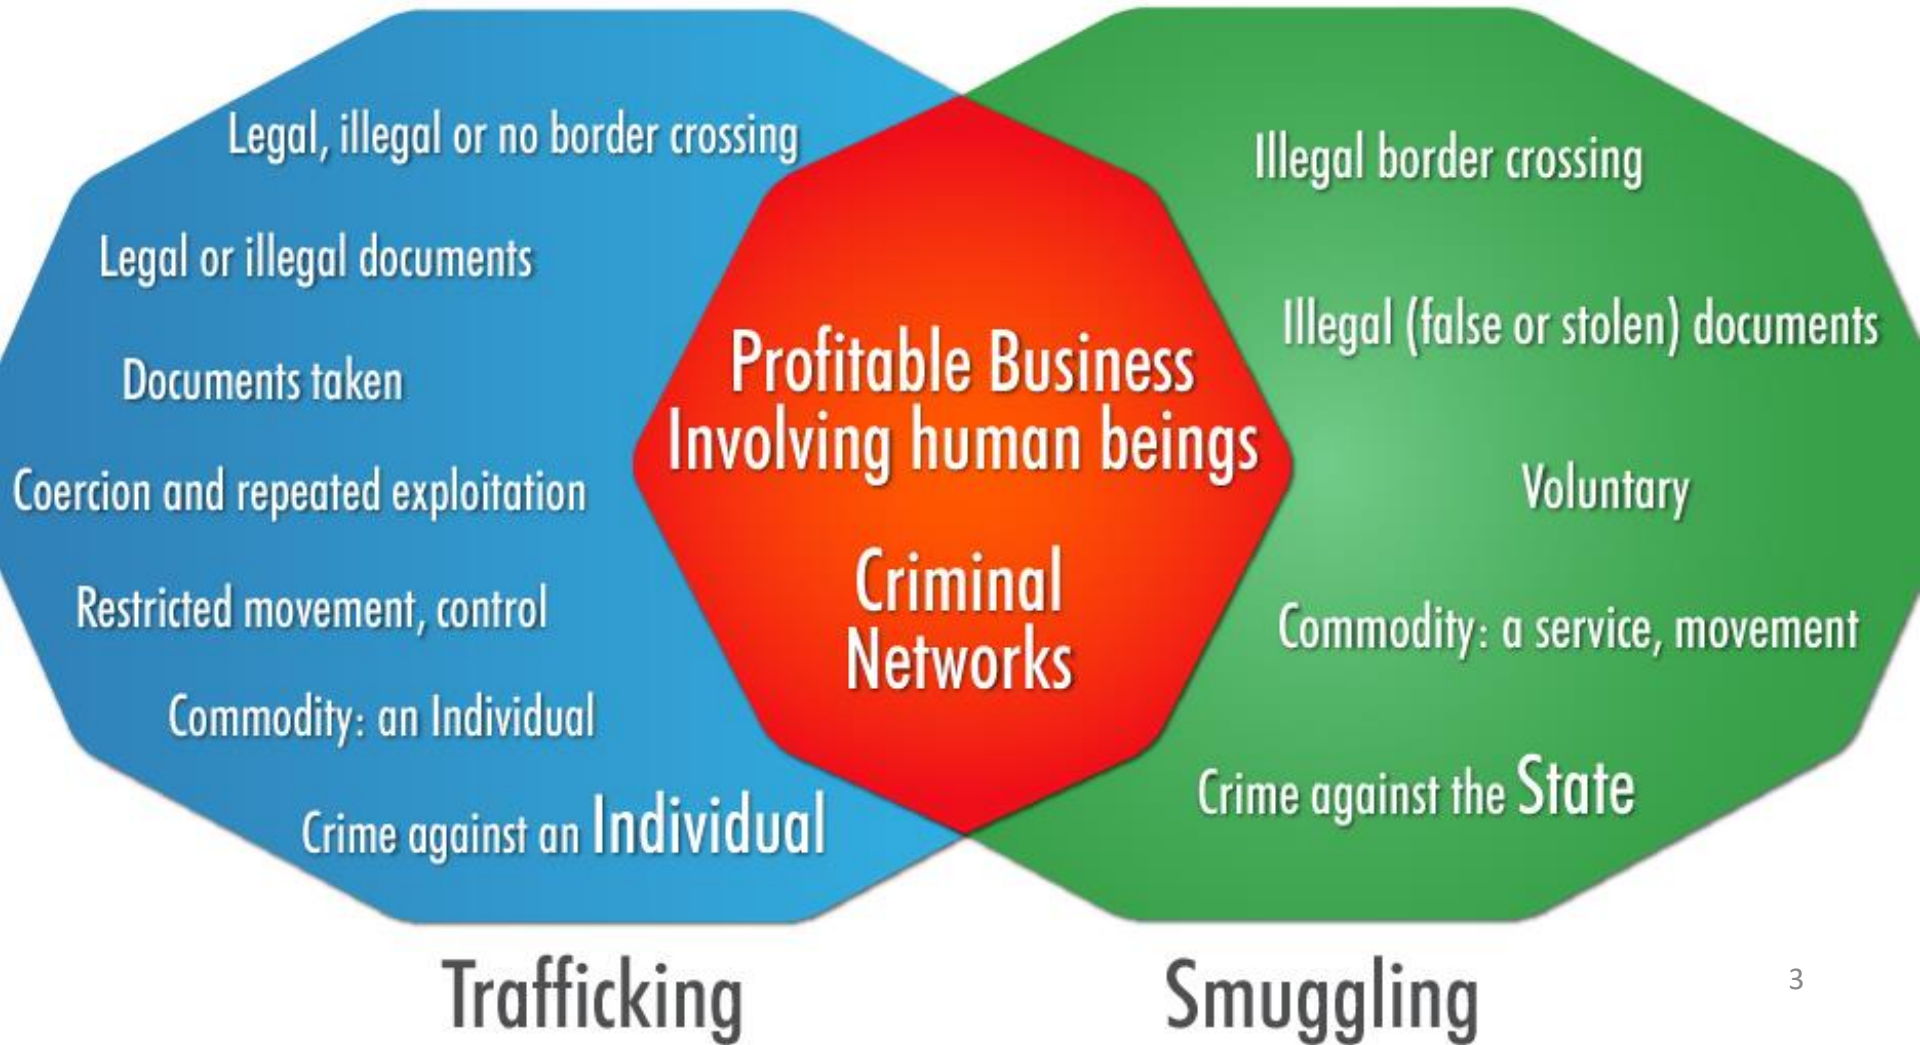 Legal, illegal or no border crossing
Legal or illegal documents
Documents taken
Coercion and repeated exploitation
Restricted movement, control
Commodity: an Individual
Crime against an Individual
Profitable Business
Involving human beings
Criminal
Networks
Illegal border crossing
Illegal (false or stolen) documents
Voluntary
Commodity: a service, movement
Crime against the State
Trafficking
Smuggling
3